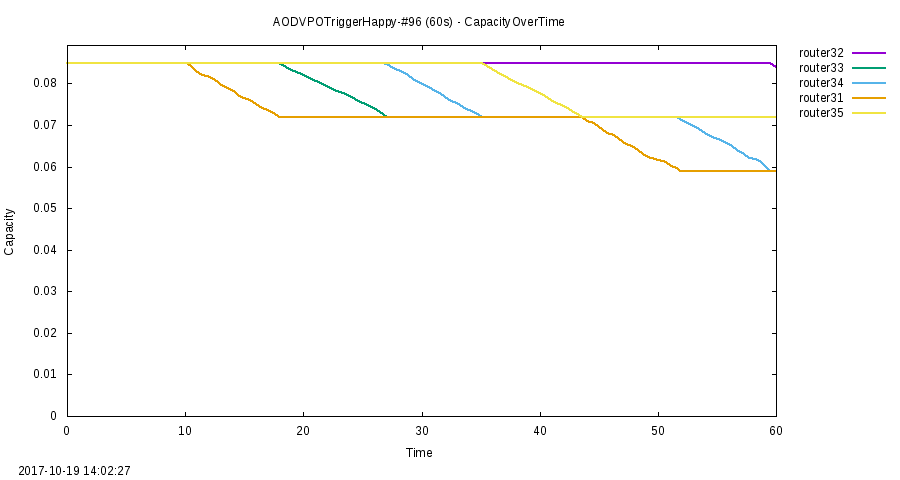 AODVPOTriggerHappy-#96 (60s) - CapacityOverTime
router32
router33
router34
router31
router35
0.08
0.07
0.06
0.05
0.04
0.03
0.02
0.01
0
Capacity
0 10 20 30 40 50 60
Time
2017-10-19 14:02:27